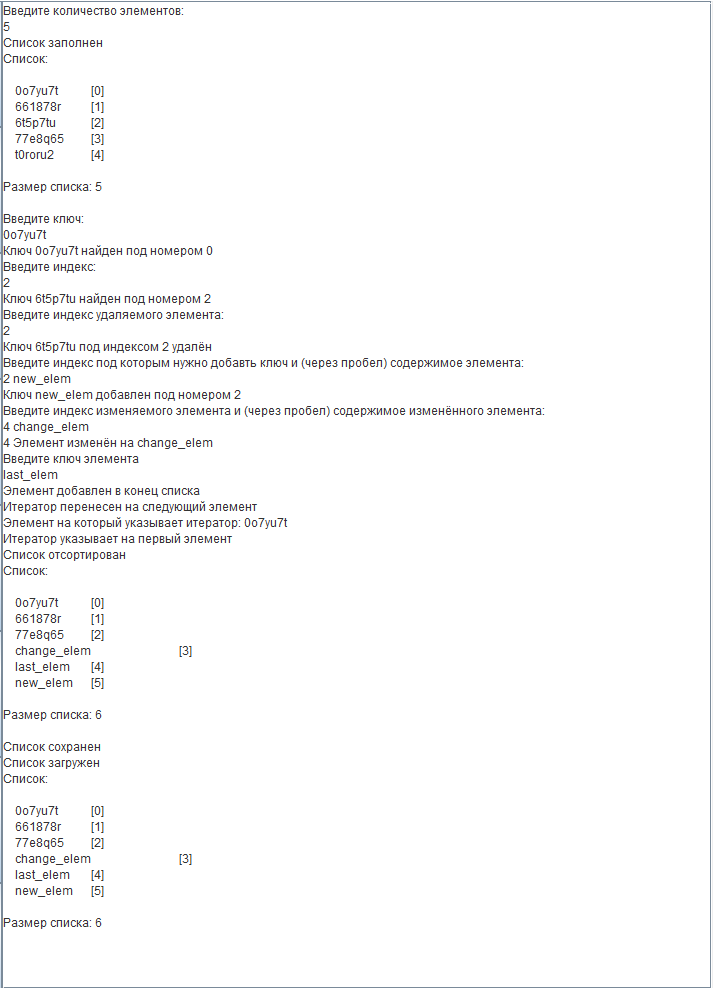 Введите количество элементов:
5
Список заполнен
Список:
0o7yu7t [0]
661878r [1]
6t5p7tu [2]
77e8q65 [3]
t0roru2 [4]
Размер списка: 5
Введите ключ:
0o7yu7t
Ключ 0o7yu7t найден под номером 0
Введите индекс:
2
Ключ 6t5p7tu найден под номером 2
Введите индекс удаляемого элемента:
2
Ключ 6t5p7tu под индексом 2 удалён
Введите индекс под которым нужно добавть ключ и (через пробел) содержимое элемента:
2 new_elem
Ключ new_elem добавлен под номером 2
Введите индекс изменяемого элемента и (через пробел) содержимое изменённого элемента:
4 change_elem
4 Элемент изменён на change_elem
Введите ключ элемента
last_elem
Элемент добавлен в конец списка
Итератор перенесен на следующий элемент
Элемент на который указывает итератор: 0o7yu7t
Итератор указывает на первый элемент
Список отсортирован
Список:
0o7yu7t [0]
661878r [1]
77e8q65 [2]
change_elem [3]
last_elem [4]
new_elem [5]
Размер списка: 6
Список сохранен
Список загружен
Список:
0o7yu7t [0]
661878r [1]
77e8q65 [2]
change_elem [3]
last_elem [4]
new_elem [5]
Размер списка: 6